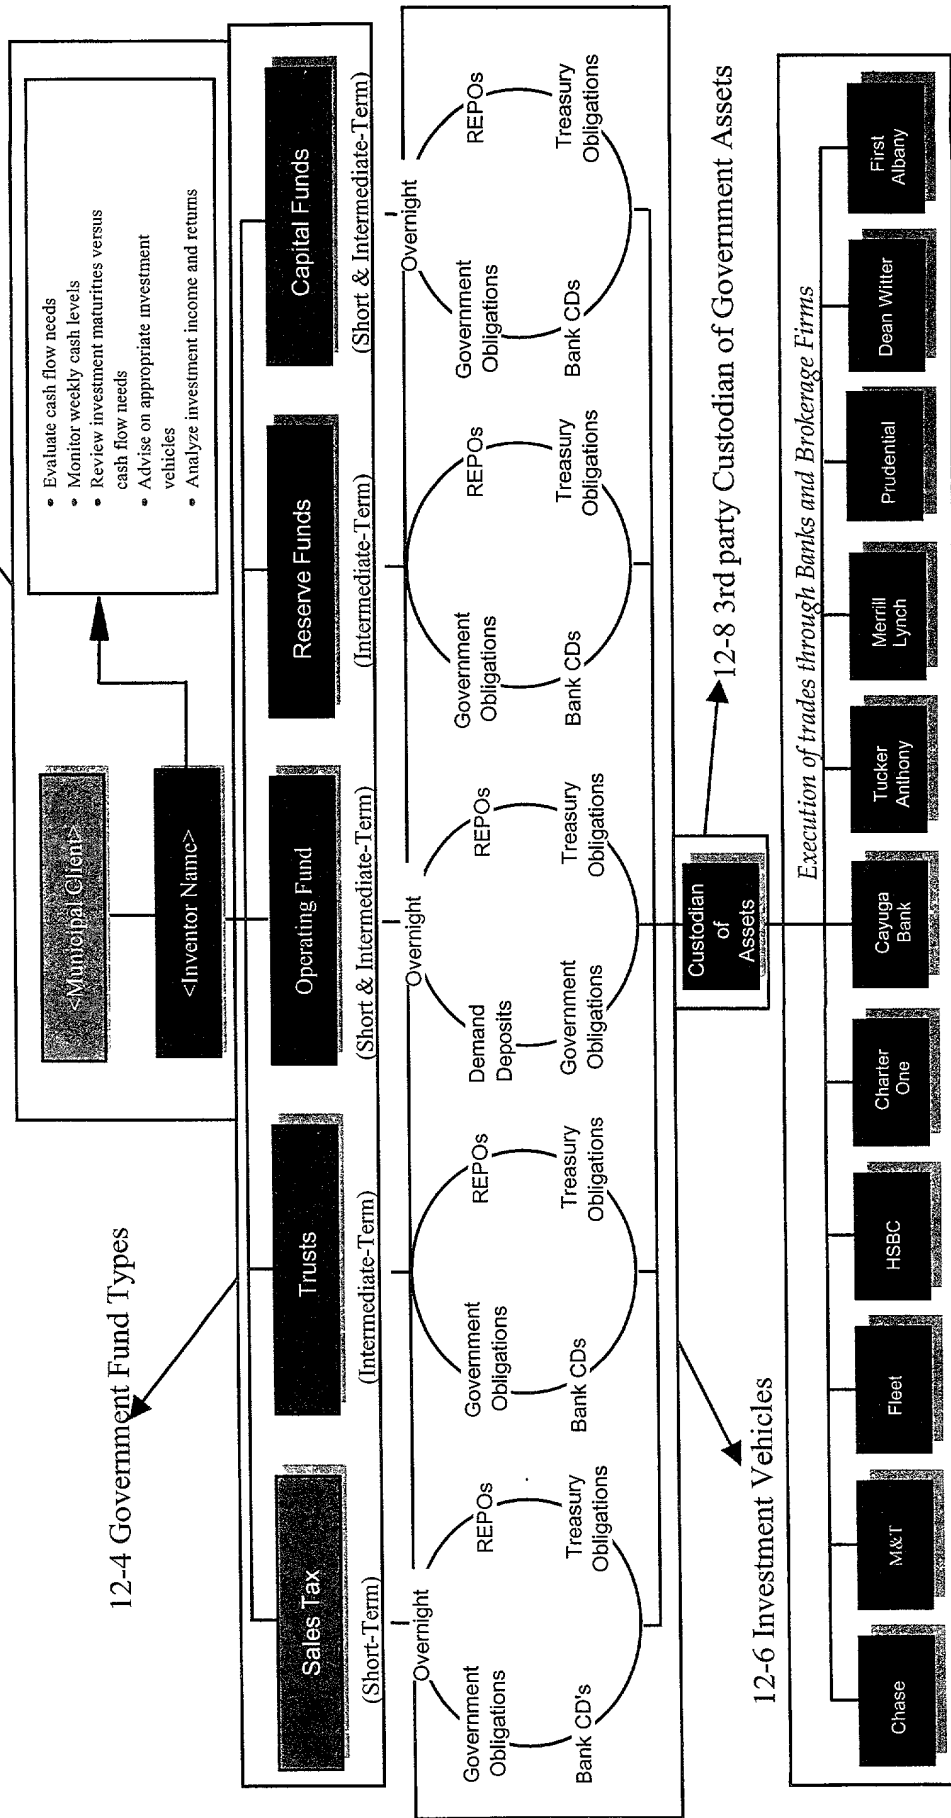 <Municipal Client>
<Inventor Name>
• Evaluate cash flow needs
• Monitor weekly cash levels
• Review investment maturities versus
cash flow needs
• Advise on appropriate investment
vehicles
• Analyze investment income and returns
12-4 Government Fund Types
Sales Tax
(Short-Term)
Trusts
(Intermediate-Term)
Operating Fund
(Short & Intermediate-Term)
Reserve Funds
(Intermediate-Term)
Capital Funds
(Short & Intermediate-Term)
Overnight
Government
Obligations
REPOs
Bank CD's
Treasury
Obligations
Government
Obligations
REPOs
Bank CDs
Treasury
Obligations
Overnight
Demand
Deposits
REPOs
Government
Obligations
Treasury
Obligations
Government
Obligations
REPOs
Bank CDs
Treasury
Obligations
Overnight
Government
Obligations
REPOs
Bank CDs
Treasury
Obligations
12-6 Investment Vehicles
Custodian
of
Assets
12-8 3rd party Custodian of Government Assets
Execution of trades through Banks and Brokerage Firms
Chase
M&T
Fleet
HSBC
Charter
One
Cayuga
Bank
Tucker
Anthony
Merrill
Lynch
Prudential
Dean Witter
First
Albany